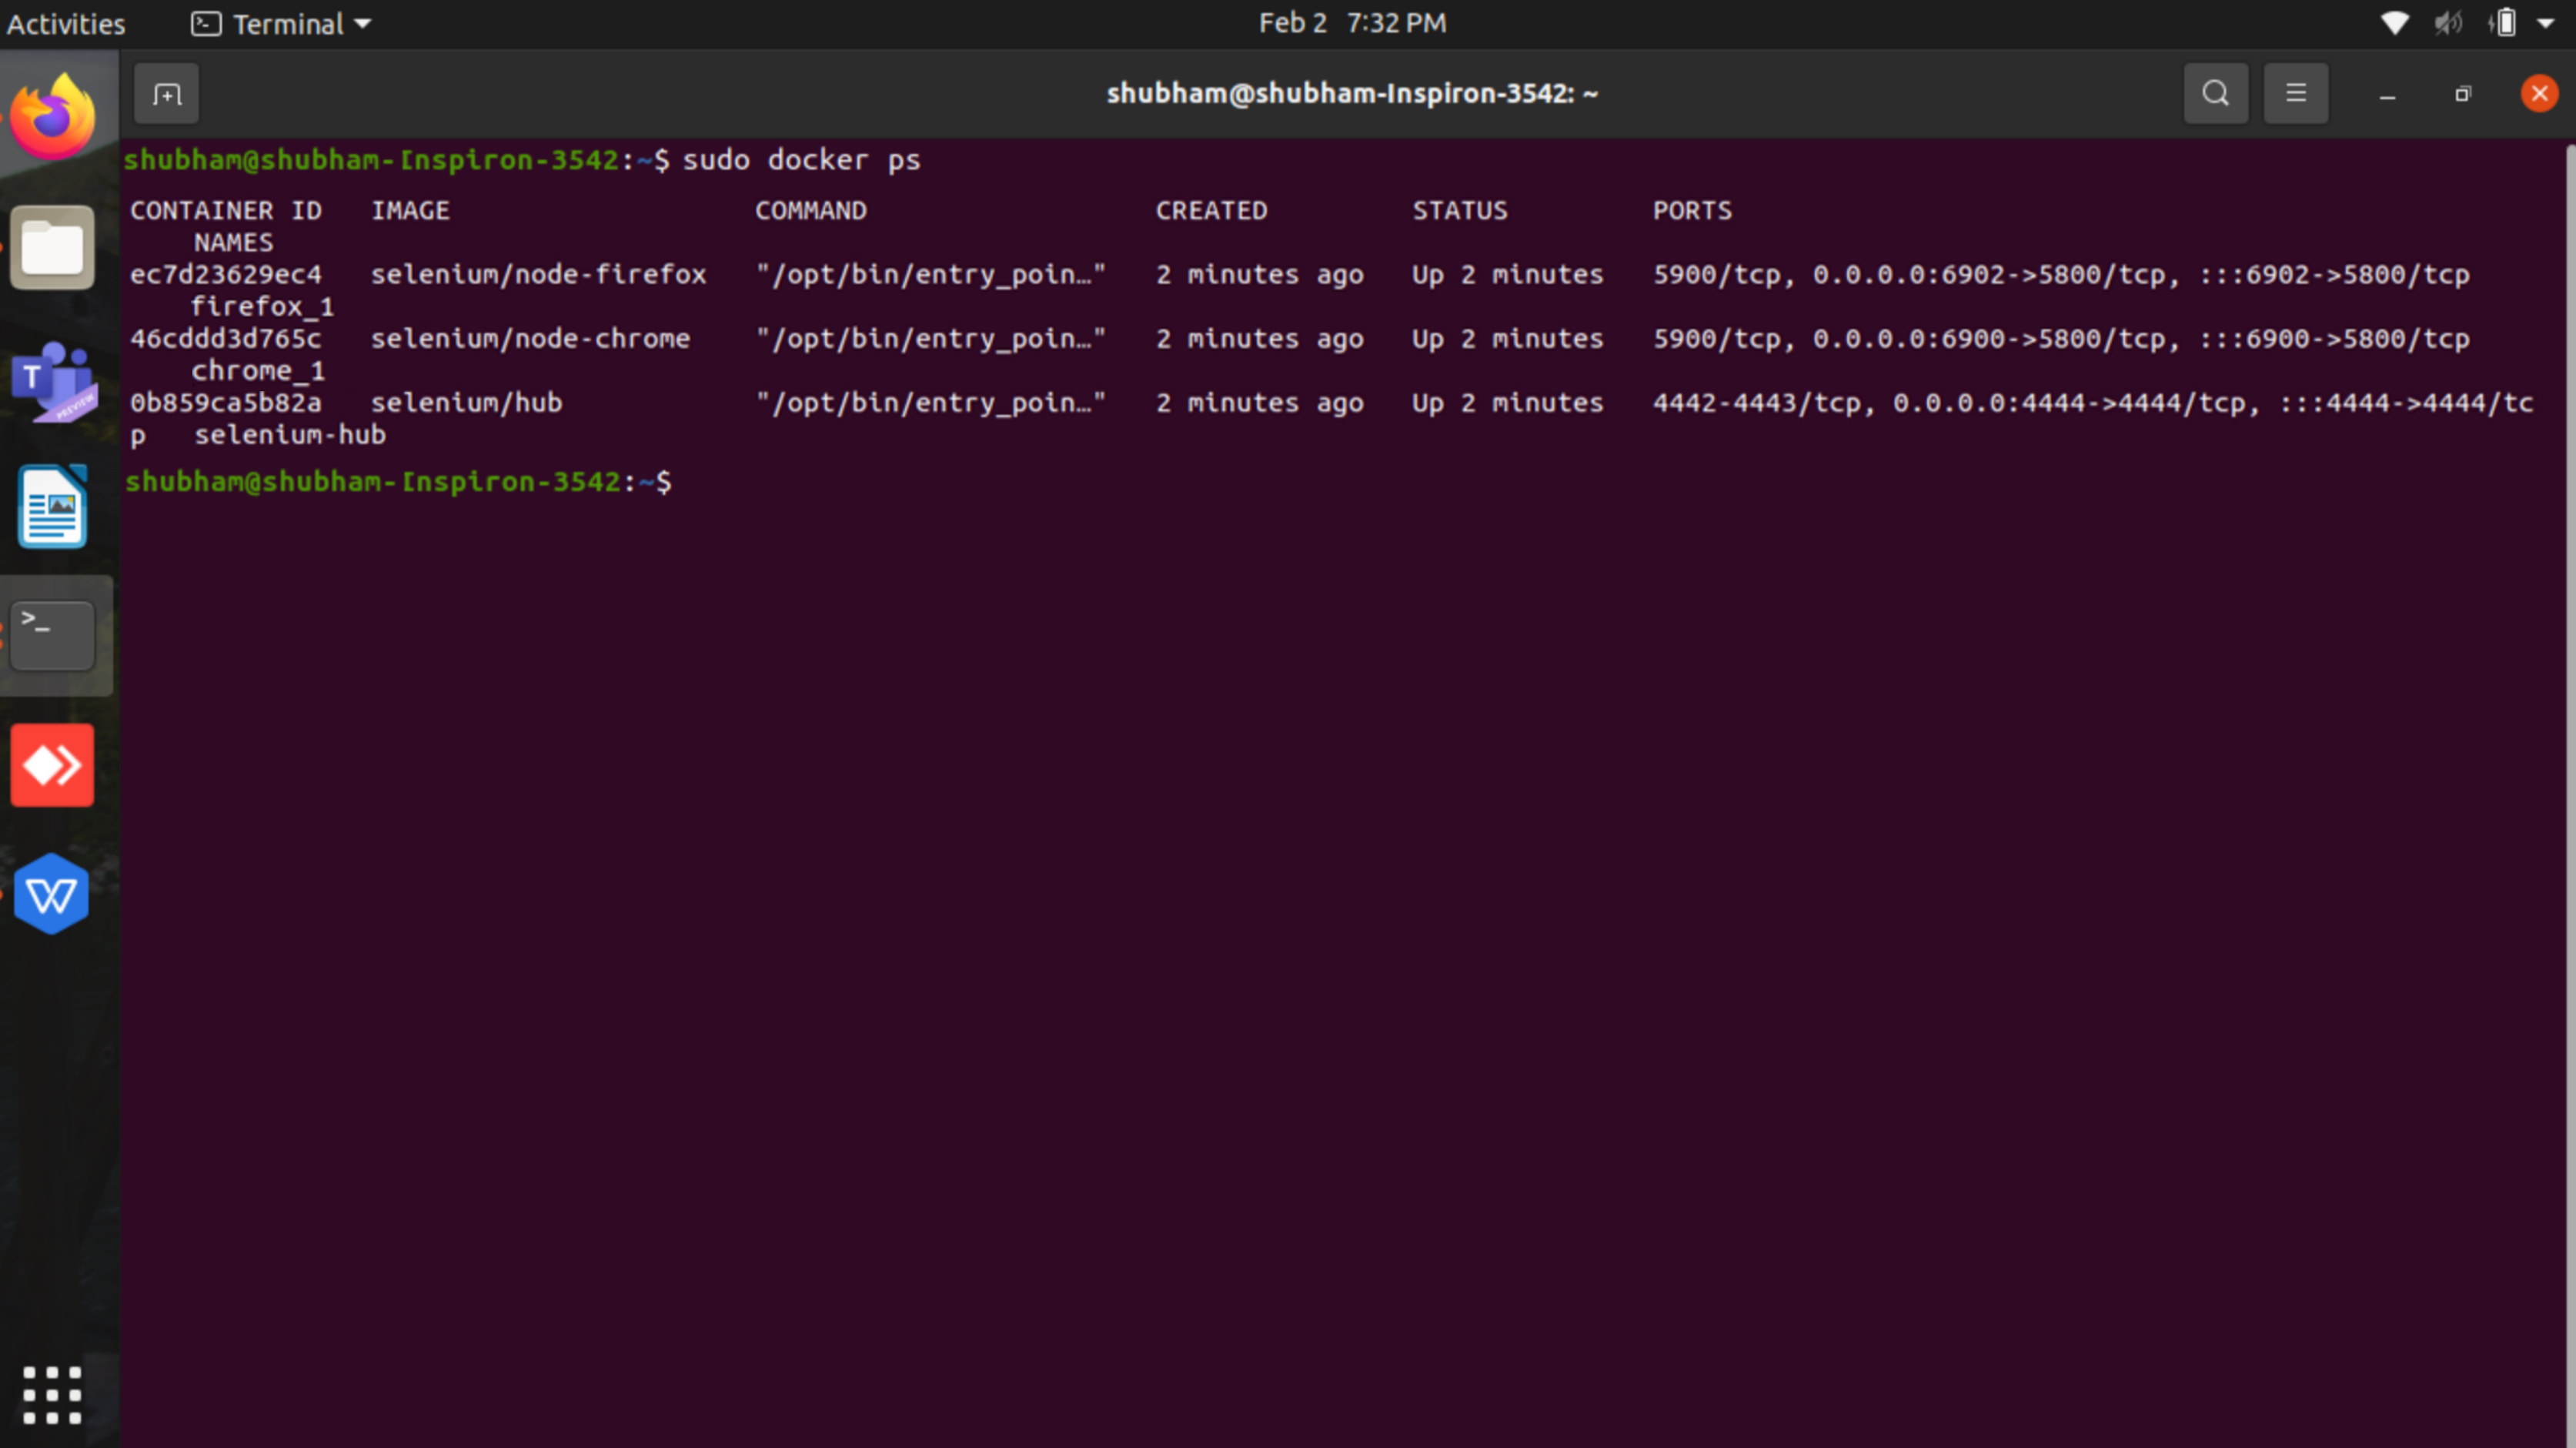 Activities Terminal Feb 2 7:32 PM
shubham@shubham-Inspiron-3542: ~
shubham@shubham-Inspiron-3542:~$ sudo docker ps
CONTAINER ID IMAGE COMMAND CREATED STATUS PORTS
NAMES
ec7d23629ec4 selenium/node-firefox "/opt/bin/entry_poin…" 2 minutes ago Up 2 minutes 5900/tcp, 0.0.0.0:6902->5800/tcp, :::6902->5800/tcp
firefox_1
46cddd3d765c selenium/node-chrome "/opt/bin/entry_poin…" 2 minutes ago Up 2 minutes 5900/tcp, 0.0.0.0:6900->5800/tcp, :::6900->5800/tcp
chrome_1
0b859ca5b82a selenium/hub "/opt/bin/entry_poin…" 2 minutes ago Up 2 minutes 4442-4443/tcp, 0.0.0.0:4444->4444/tcp, :::4444->4444/tc
p selenium-hub
shubham@shubham-Inspiron-3542:~$
T
PREVIEW
>_
W